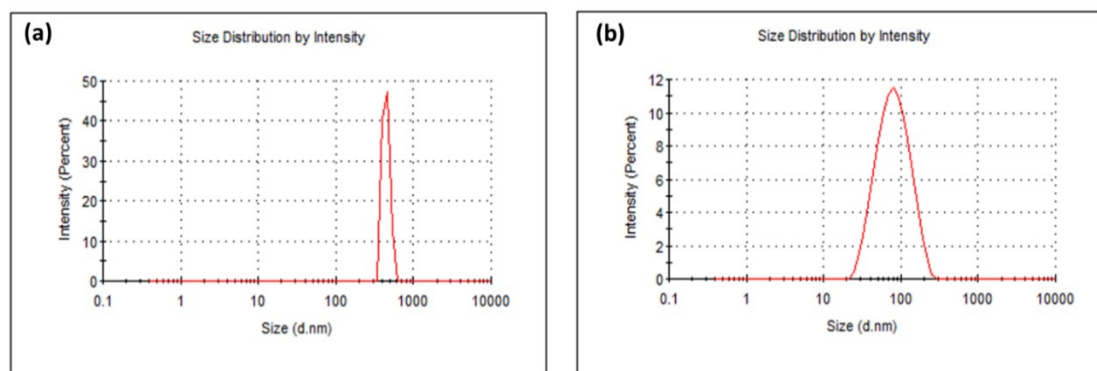 (a)
Size Distribution by Intensity
Intensity (Percent)
50
40
30
20
10
0
0.1 1 10 100 1000 10000
Size (d.nm)
(b)
Size Distribution by Intensity
Intensity (Percent)
12
10
8
6
4
2
0
0.1 1 10 100 1000 10000
Size (d.nm)